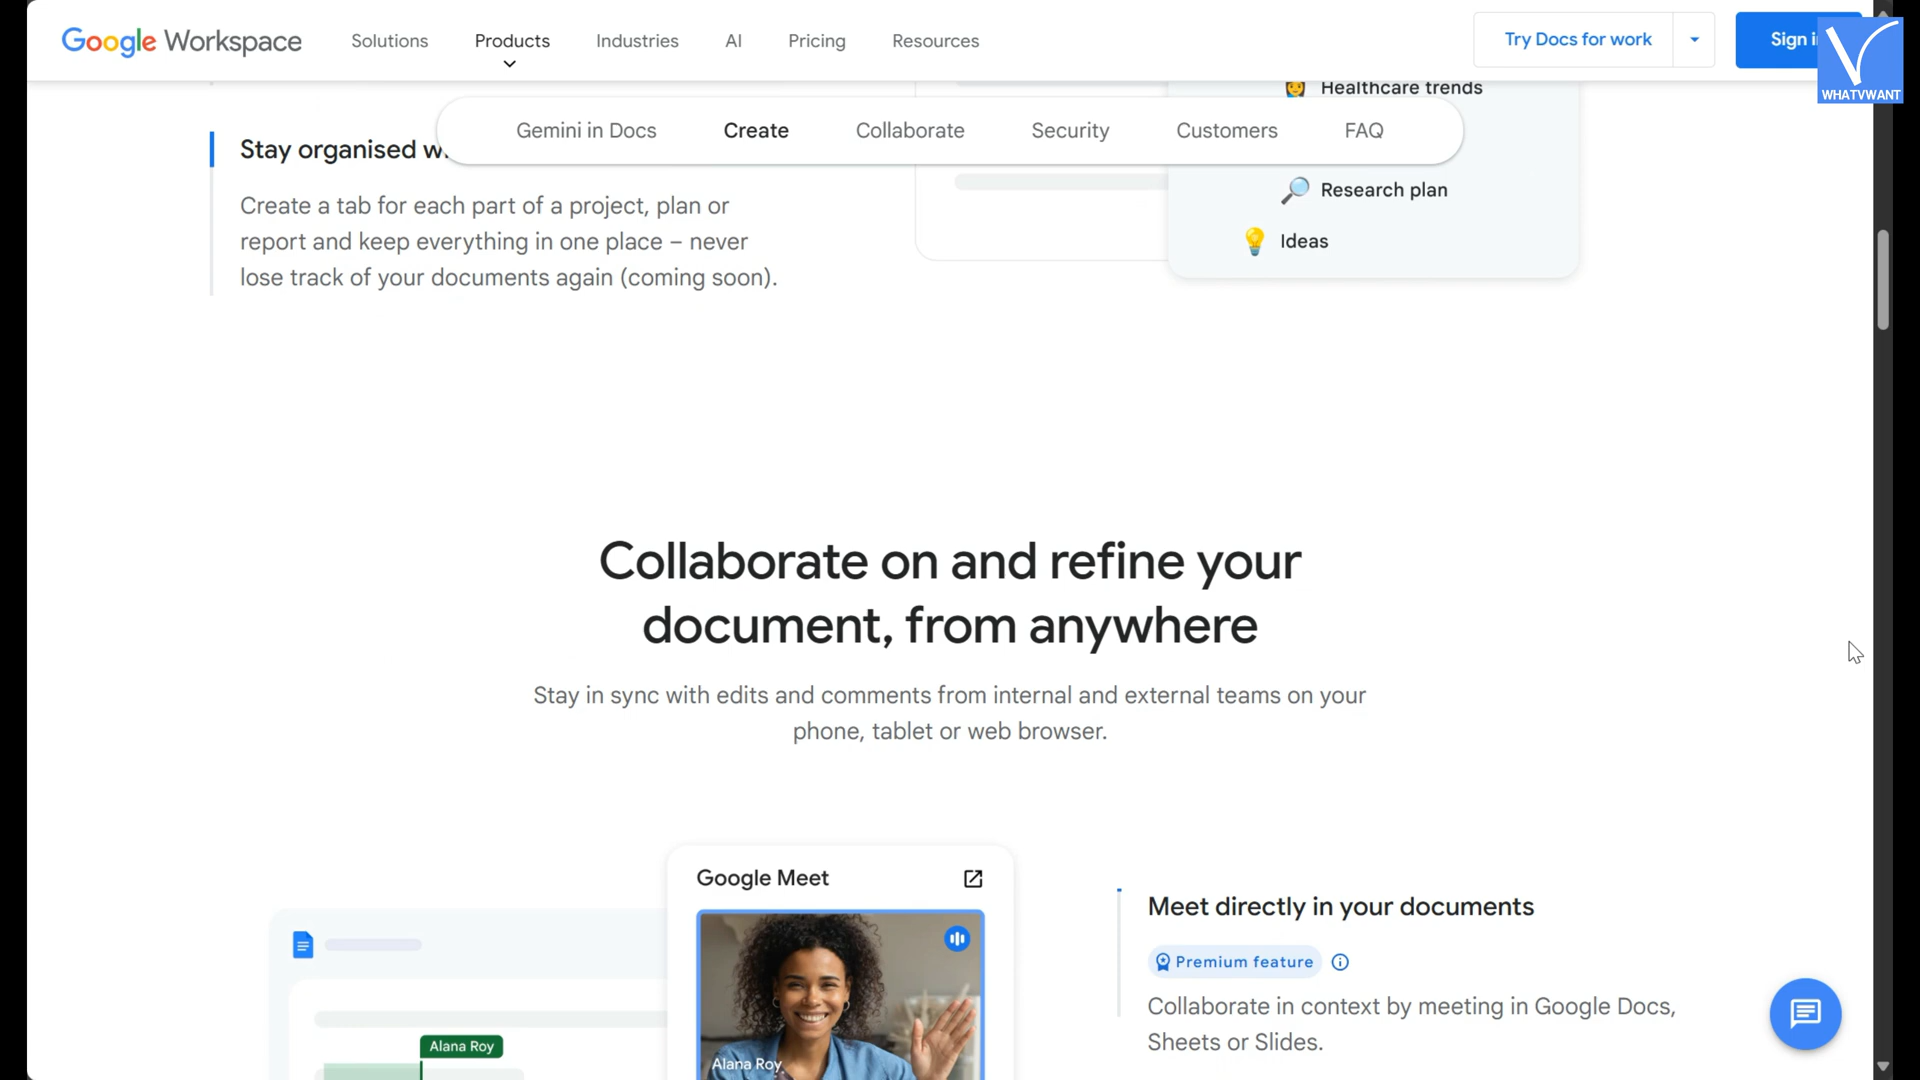 Google Workspace
Solutions
Products
Industries
AI
Pricing
Resources
Try Docs for work
Sign i
WHATVWANT
Healthcare trends
Gemini in Docs
Create
Collaborate
Security
Customers
FAQ
Stay organised w
Create a tab for each part of a project, plan or
report and keep everything in one place – never
lose track of your documents again (coming soon).
Research plan
Ideas
Collaborate on and refine your
document, from anywhere
Stay in sync with edits and comments from internal and external teams on your
phone, tablet or web browser.
Google Meet
Alana Roy
Alana Roy
Meet directly in your documents
Premium feature
Collaborate in context by meeting in Google Docs,
Sheets or Slides.